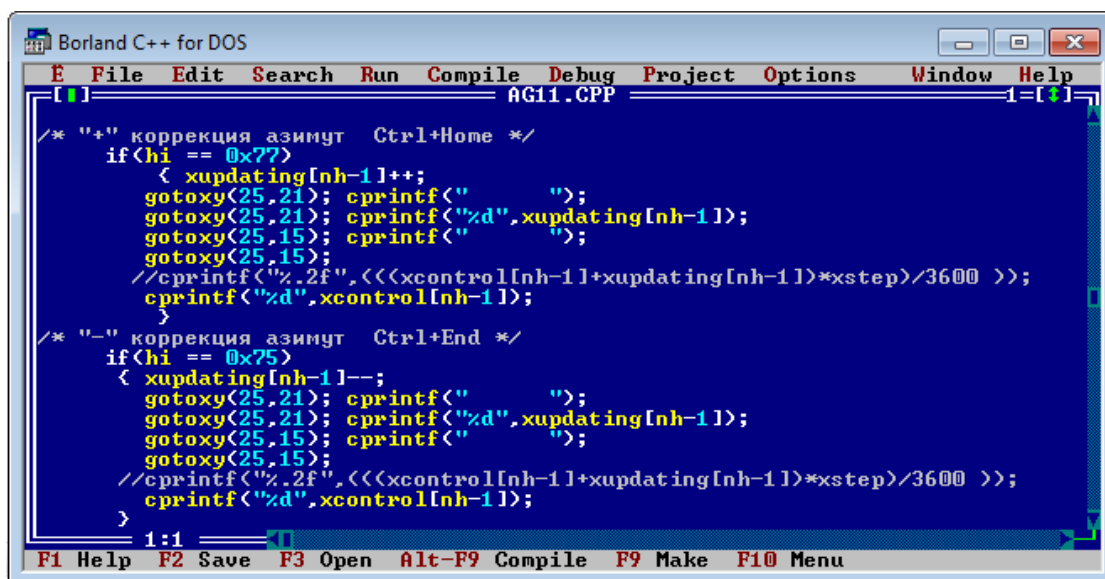 Borland C++ for DOS
É File Edit Search Run Compile Debug Project Options Window Help
[▮] AG11.CPP 1=[↕]
/* "+" коррекция азимут  Ctrl+Home */
if(hi == 0x77)
{ xupdating[nh-1]++;
gotoxy(25,21); cprintf("       ");
gotoxy(25,21); cprintf("%d",xupdating[nh-1]);
gotoxy(25,15); cprintf("       ");
gotoxy(25,15);
//cprintf("%.2f",(((xcontrol[nh-1]+xupdating[nh-1])*xstep)/3600 ));
cprintf("%d",xcontrol[nh-1]);
}
/* "-" коррекция азимут  Ctrl+End */
if(hi == 0x75)
{ xupdating[nh-1]--;
gotoxy(25,21); cprintf("       ");
gotoxy(25,21); cprintf("%d",xupdating[nh-1]);
gotoxy(25,15); cprintf("       ");
gotoxy(25,15);
//cprintf("%.2f",(((xcontrol[nh-1]+xupdating[nh-1])*xstep)/3600 ));
cprintf("%d",xcontrol[nh-1]);
}
1:1
F1 Help F2 Save F3 Open Alt-F9 Compile F9 Make F10 Menu